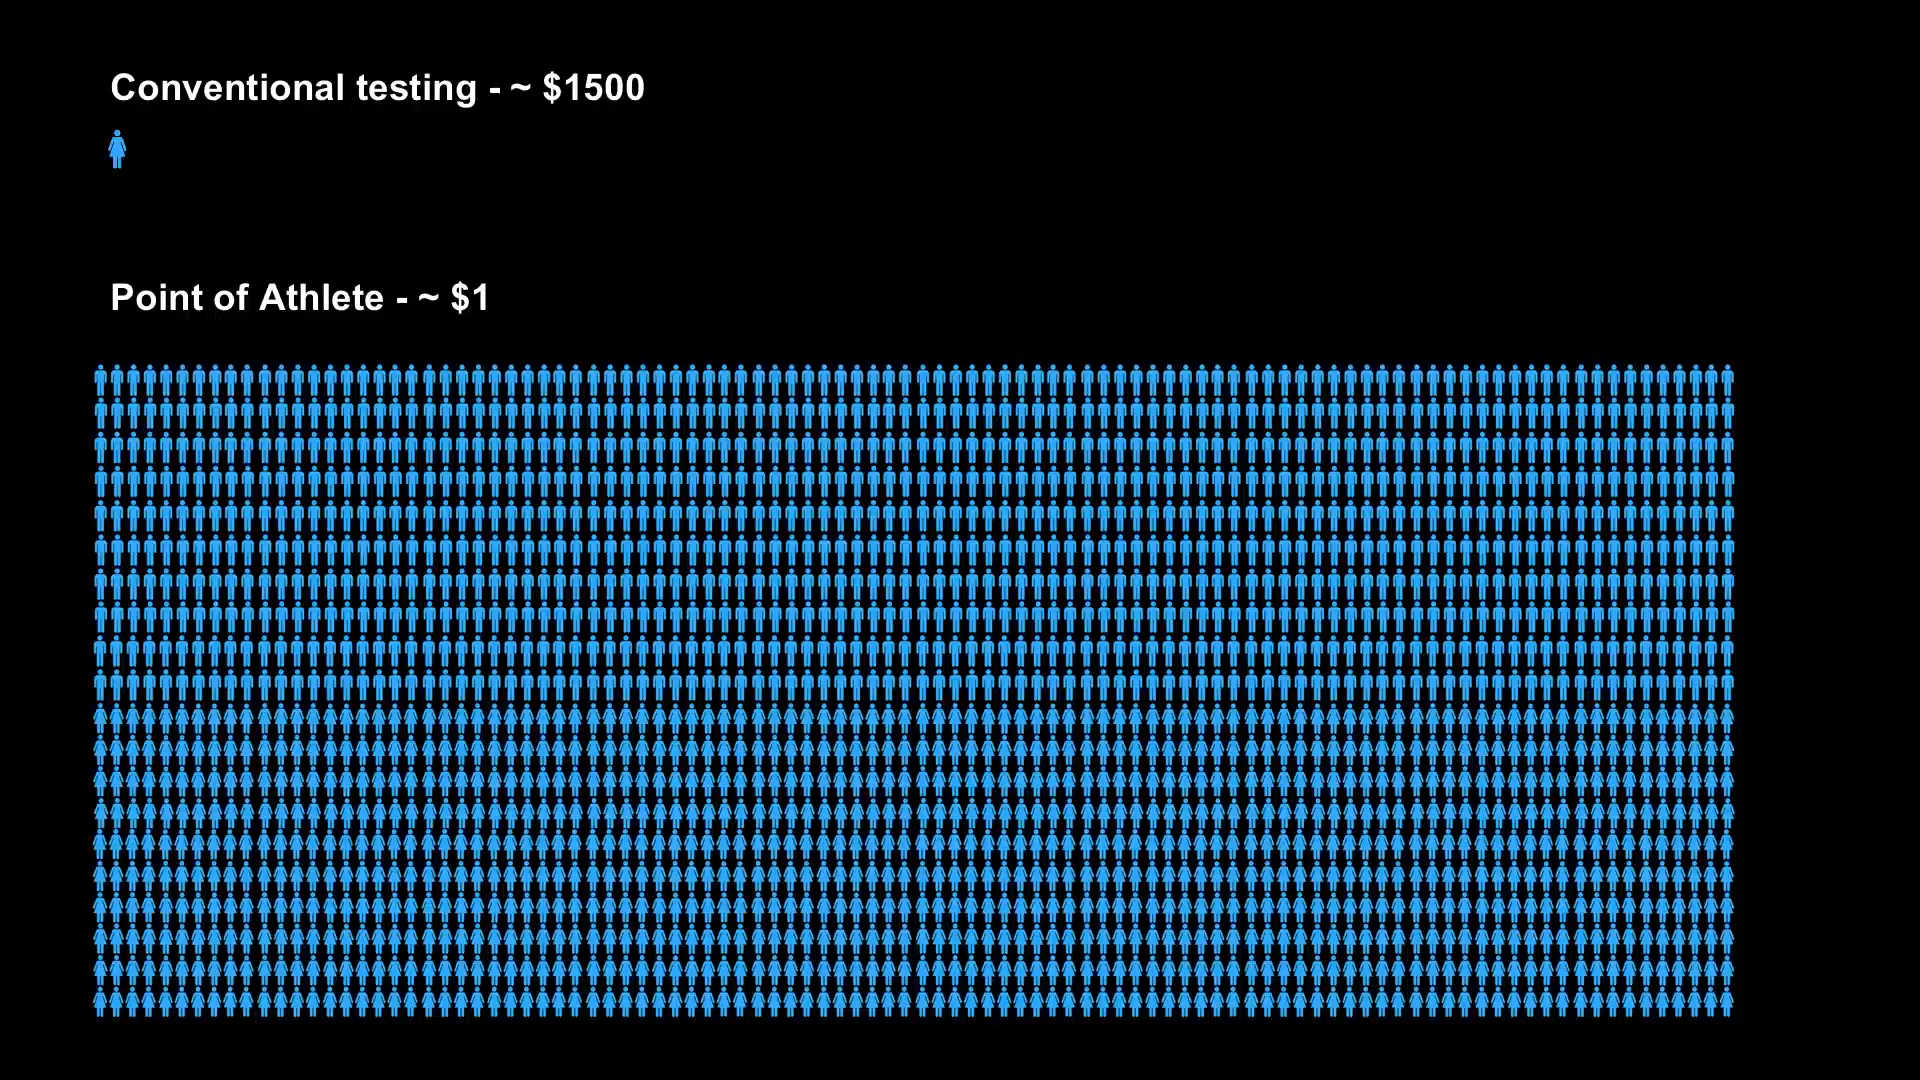 Conventional testing - ~ $1500
Point of Athlete - ~ $1